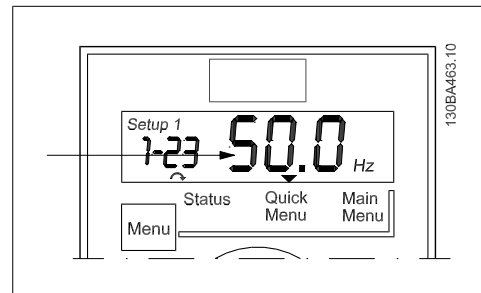 130BA463.10
Setup 1
1-23 50.0 Hz
Status Quick Menu Main Menu
Menu